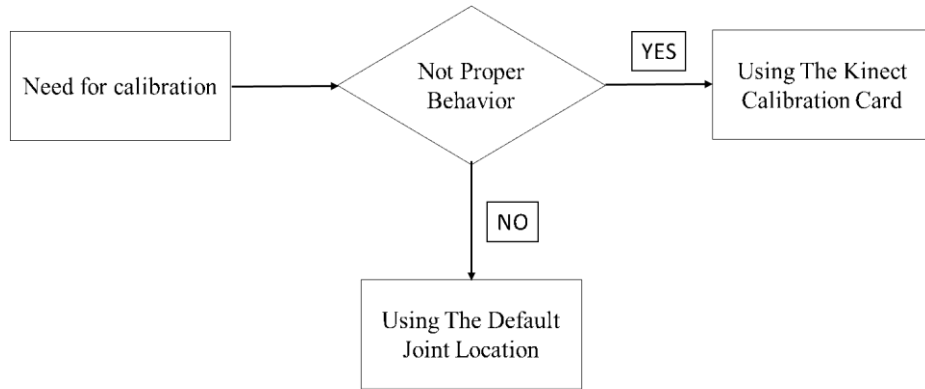 Need for calibration
Not Proper
Behavior
YES
Using The Kinect
Calibration Card
NO
Using The Default
Joint Location